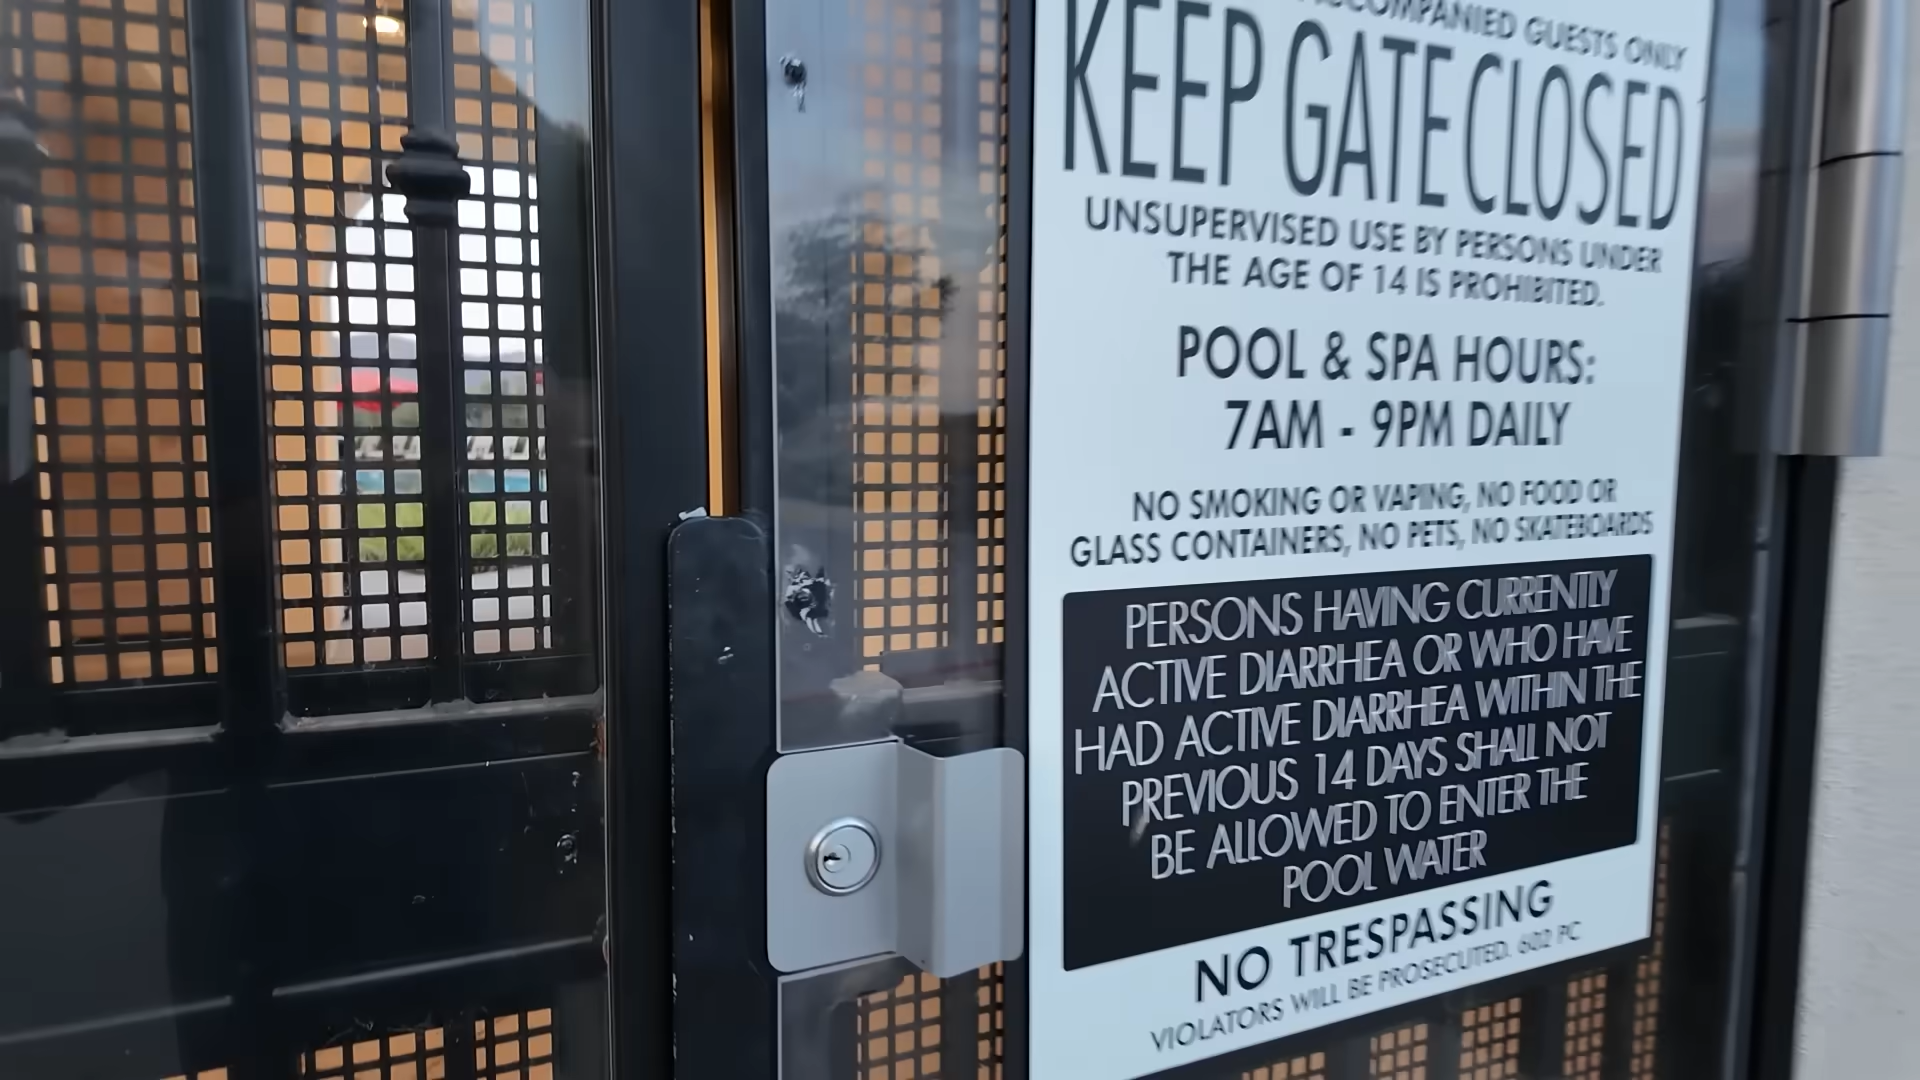 ACCOMPANIED GUESTS ONLY
KEEP GATE CLOSED
UNSUPERVISED USE BY PERSONS UNDER
THE AGE OF 14 IS PROHIBITED.
POOL & SPA HOURS:
7AM - 9PM DAILY
NO SMOKING OR VAPING, NO FOOD OR
GLASS CONTAINERS, NO PETS, NO SKATEBOARDS
PERSONS HAVING CURRENTLY
ACTIVE DIARRHEA OR WHO HAVE
HAD ACTIVE DIARRHEA WITHIN THE
PREVIOUS 14 DAYS SHALL NOT
BE ALLOWED TO ENTER THE
POOL WATER
NO TRESPASSING
VIOLATORS WILL BE PROSECUTED. 602 PC